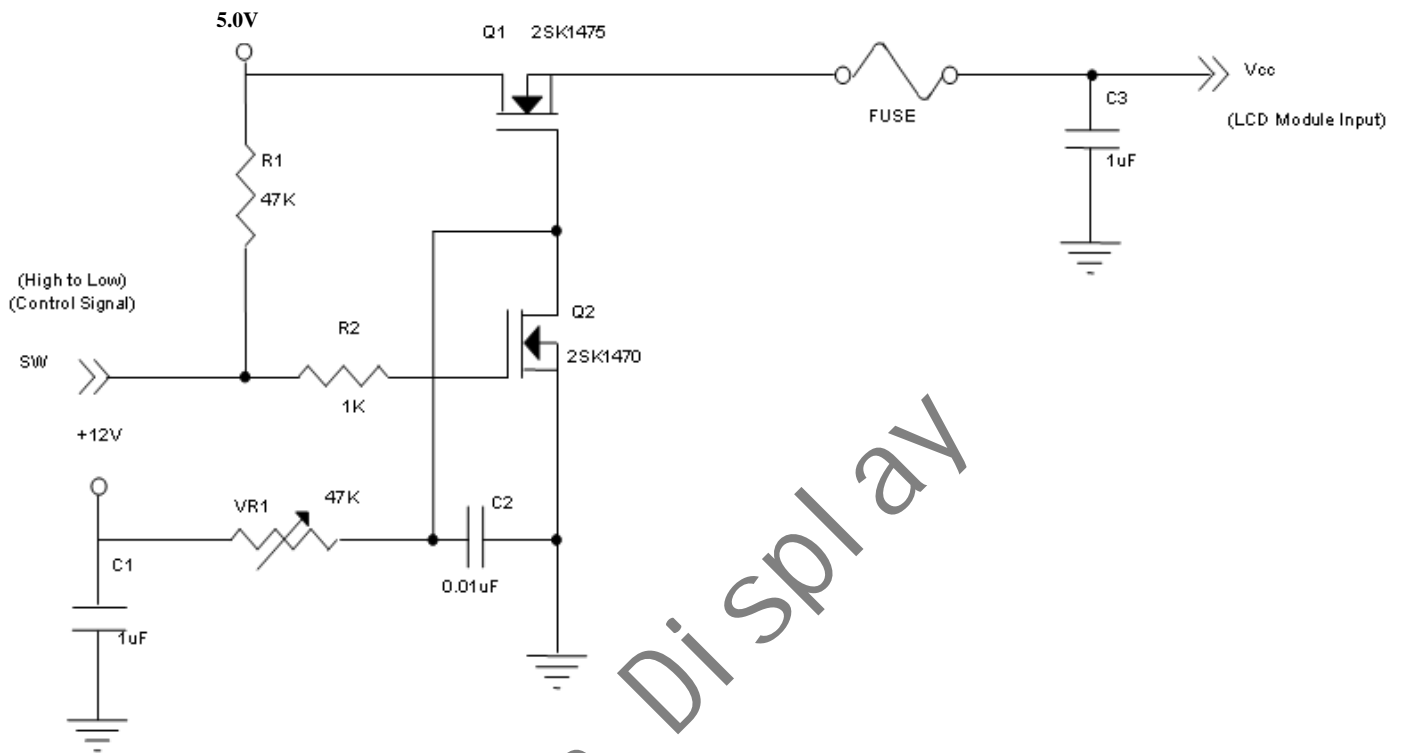 5.0V
Q1 2SK1475
Vcc
FUSE
C3
(LCD Module Input)
1uF
R1
47K
(High to Low)
(Control Signal)
SW
R2
1K
Q2
2SK1470
+12V
VR1
47K
C2
0.01uF
C1
1uF
Display